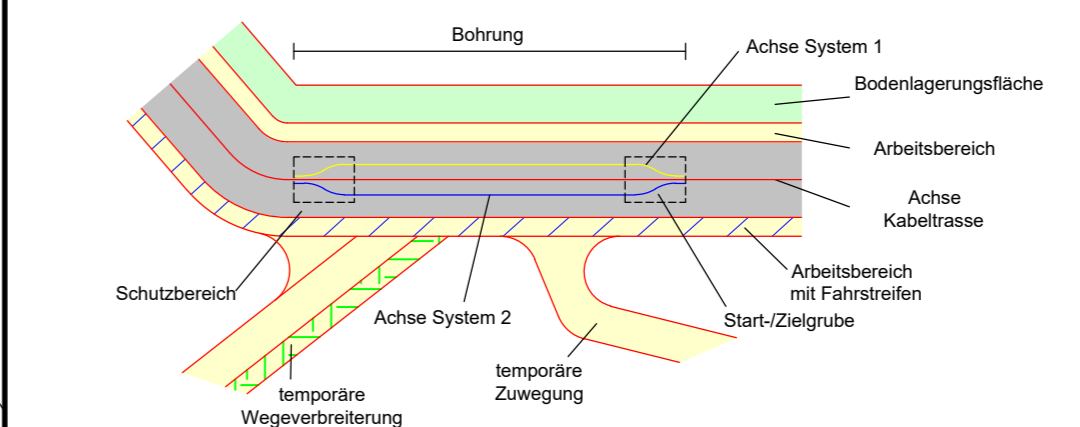 Bohrung
Achse System 1
Bodenlagerungsfläche
Arbeitsbereich
Achse
Kabeltrasse
Arbeitsbereich
mit Fahrstreifen
Start-/Zielgrube
Schutzbereich
Achse System 2
temporäre
Zuwegung
temporäre
Wegeverbreiterung